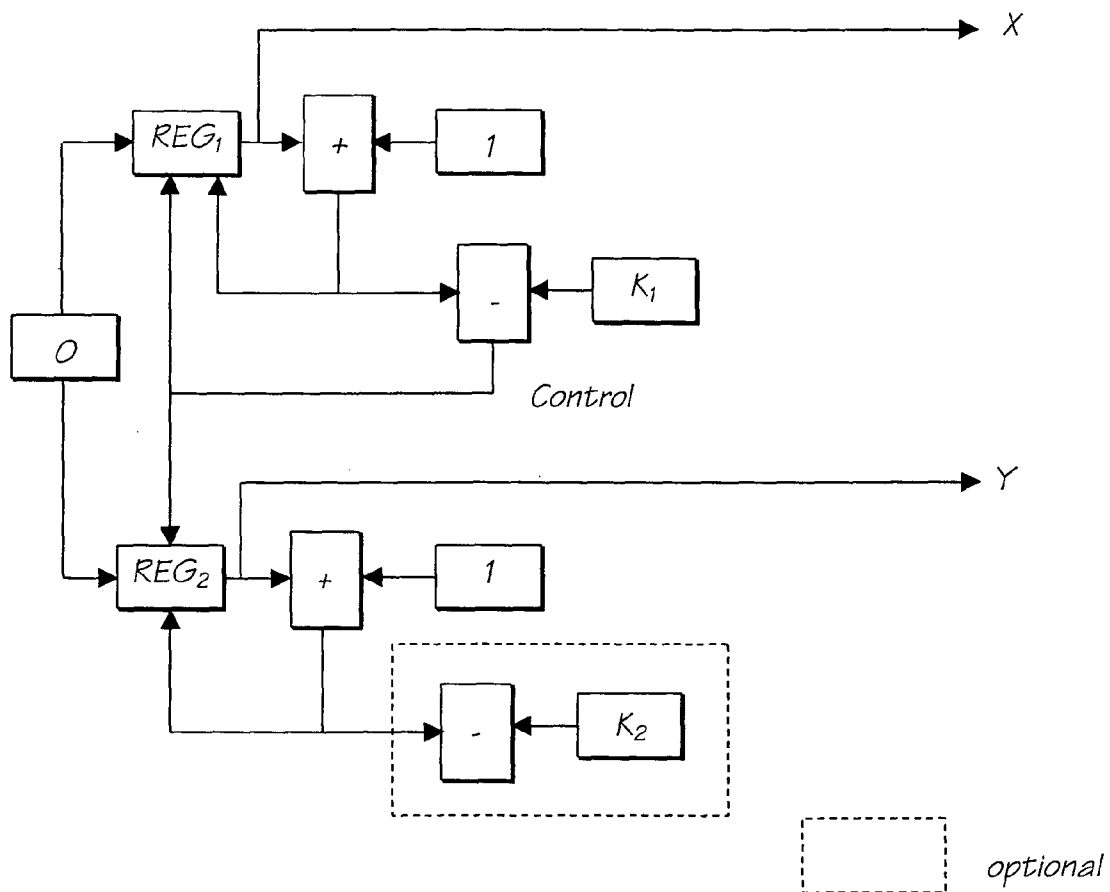 X
REG₁
+
1
-
K₁
O
Control
Y
REG₂
+
1
-
K₂
optional